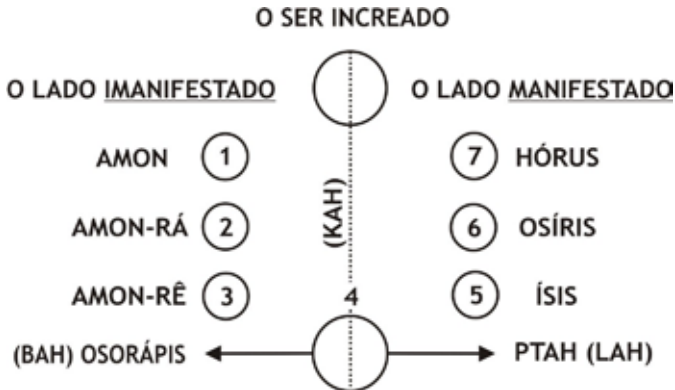 O SER INCREADO
O LADO IMANIFESTADO
O LADO MANIFESTADO
AMON 1
7 HÓRUS
AMON-RÁ 2
(KAH)
6 OSÍRIS
AMON-RÊ 3
4
5 ÍSIS
(BAH) OSORÁPIS
PTAH (LAH)